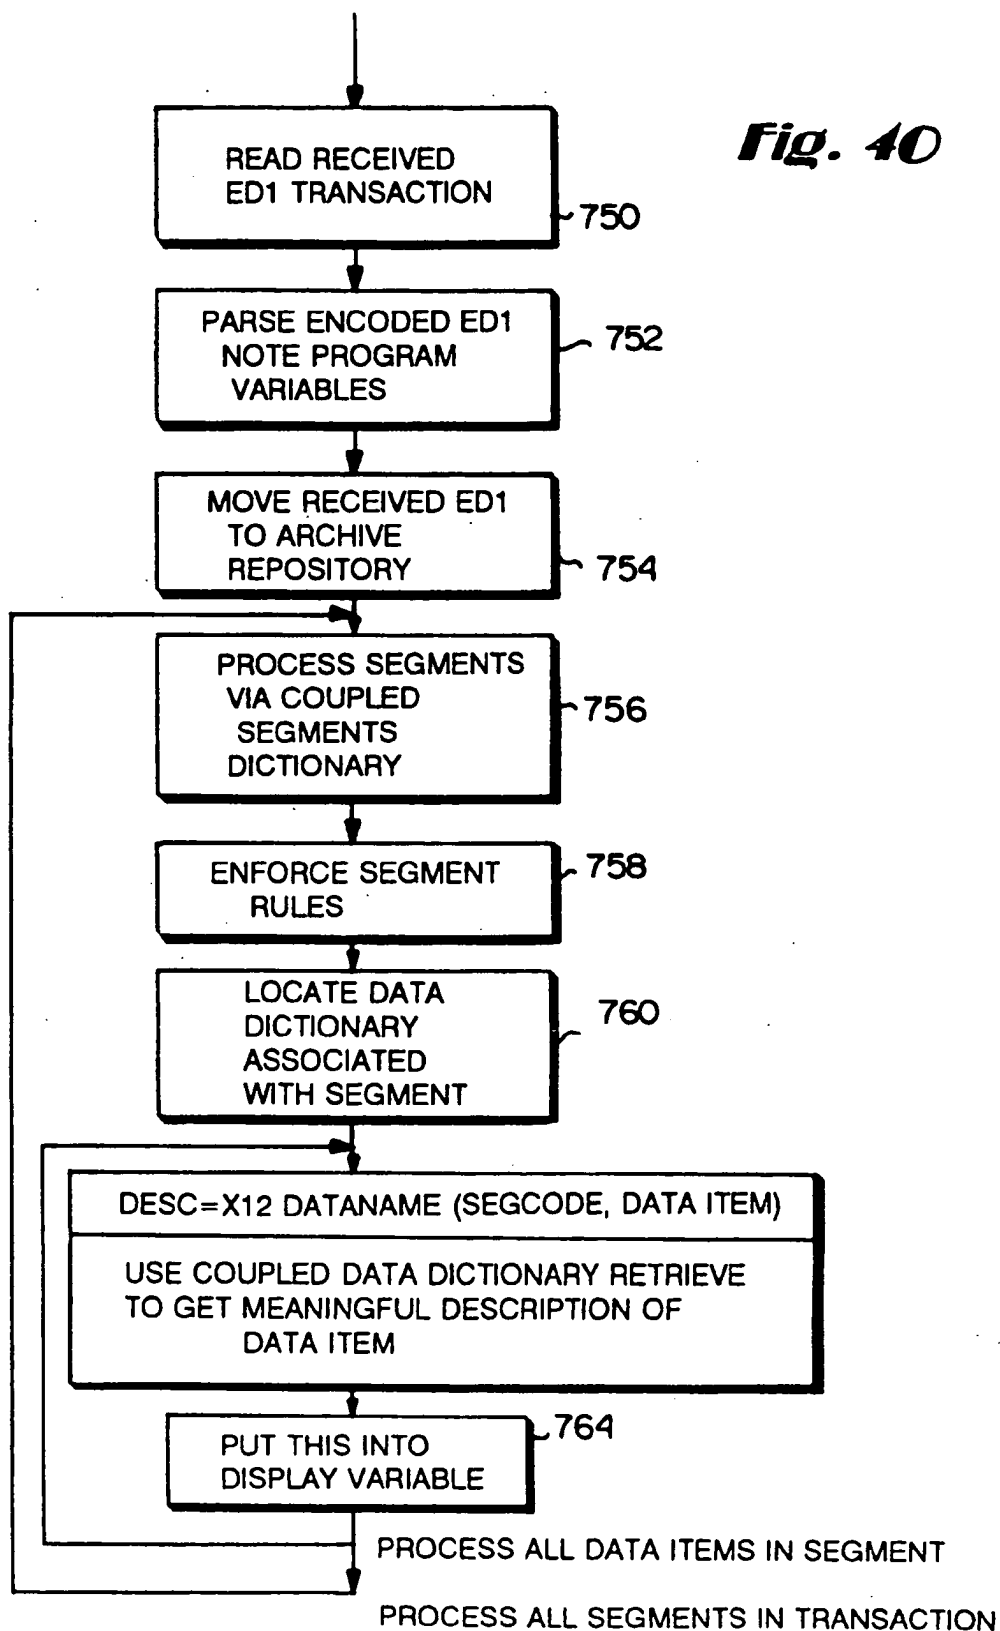 Fig. 40
READ RECEIVED
ED1 TRANSACTION
750
PARSE ENCODED ED1
NOTE PROGRAM
VARIABLES
752
MOVE RECEIVED ED1
TO ARCHIVE
REPOSITORY
754
PROCESS SEGMENTS
VIA COUPLED
SEGMENTS
DICTIONARY
756
ENFORCE SEGMENT
RULES
758
LOCATE DATA
DICTIONARY
ASSOCIATED
WITH SEGMENT
760
DESC=X12 DATANAME (SEGCODE, DATA ITEM)
USE COUPLED DATA DICTIONARY RETRIEVE
TO GET MEANINGFUL DESCRIPTION OF
DATA ITEM
PUT THIS INTO
DISPLAY VARIABLE
764
PROCESS ALL DATA ITEMS IN SEGMENT
PROCESS ALL SEGMENTS IN TRANSACTION